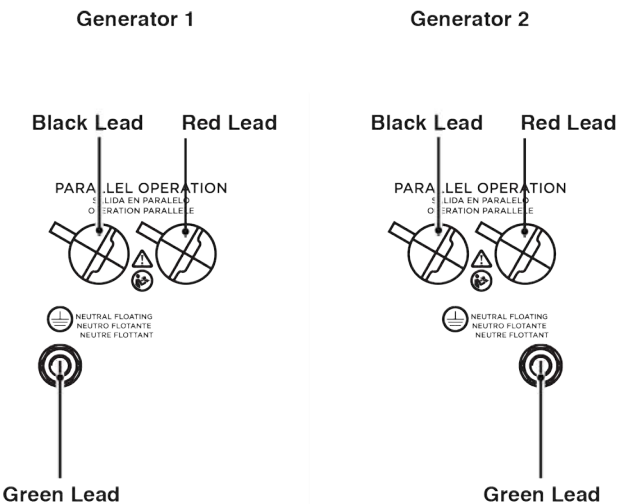 Generator 1
Generator 2
Black Lead
Red Lead
Black Lead
Red Lead
PARALLEL OPERATION
SALIDA EN PARALELO
OPERATION PARALLELE
PARALLEL OPERATION
SALIDA EN PARALELO
OPERATION PARALLELE
NEUTRAL FLOATING
NEUTRO FLOTANTE
NEUTRE FLOTTANT
NEUTRAL FLOATING
NEUTRO FLOTANTE
NEUTRE FLOTTANT
Green Lead
Green Lead